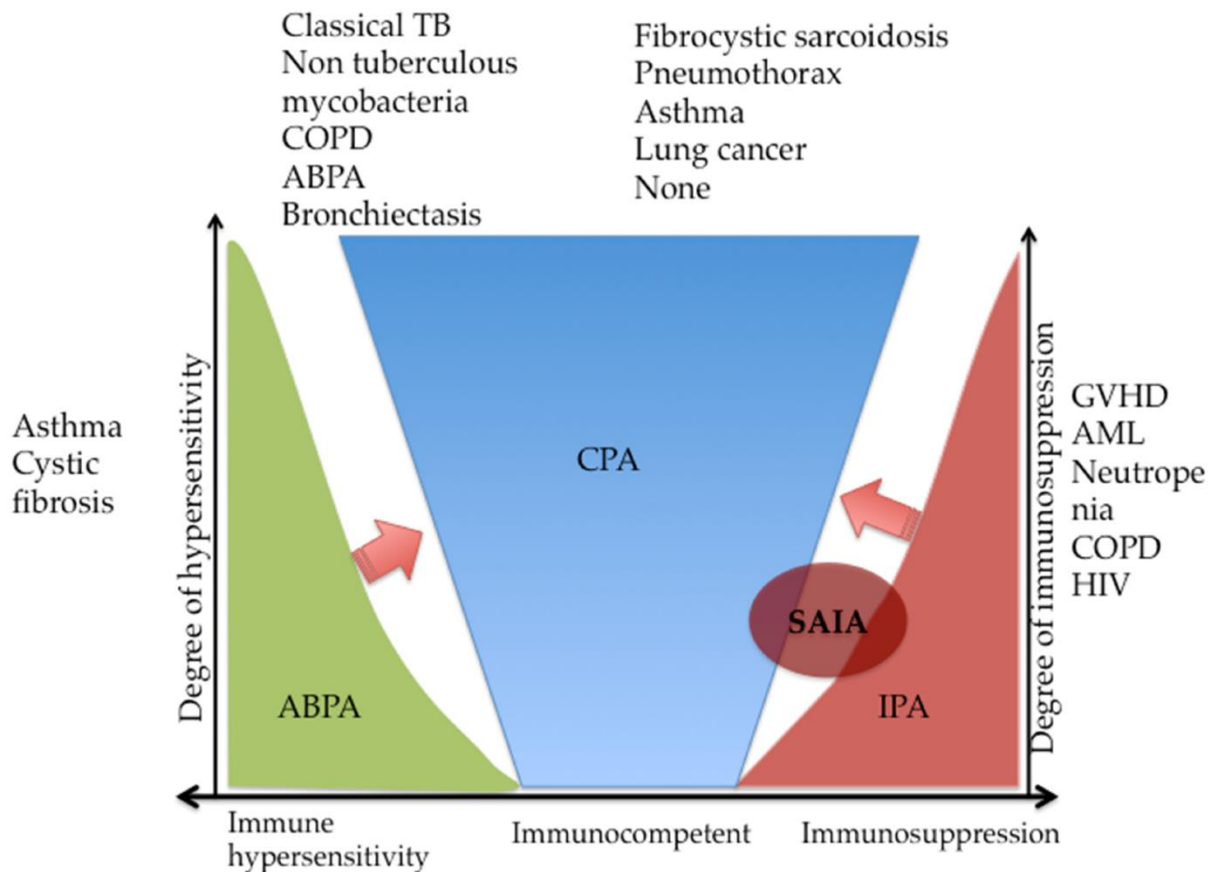 Classical TB
Non tuberculous
mycobacteria
COPD
ABPA
Bronchiectasis
Fibrocystic sarcoidosis
Pneumothorax
Asthma
Lung cancer
None
Asthma
Cystic
fibrosis
Degree of hypersensitivity
ABPA
CPA
SAIA
IPA
Degree of immunosuppression
GVHD
AML
Neutrope
nia
COPD
HIV
Immune
hypersensitivity
Immunocompetent
Immunosuppression